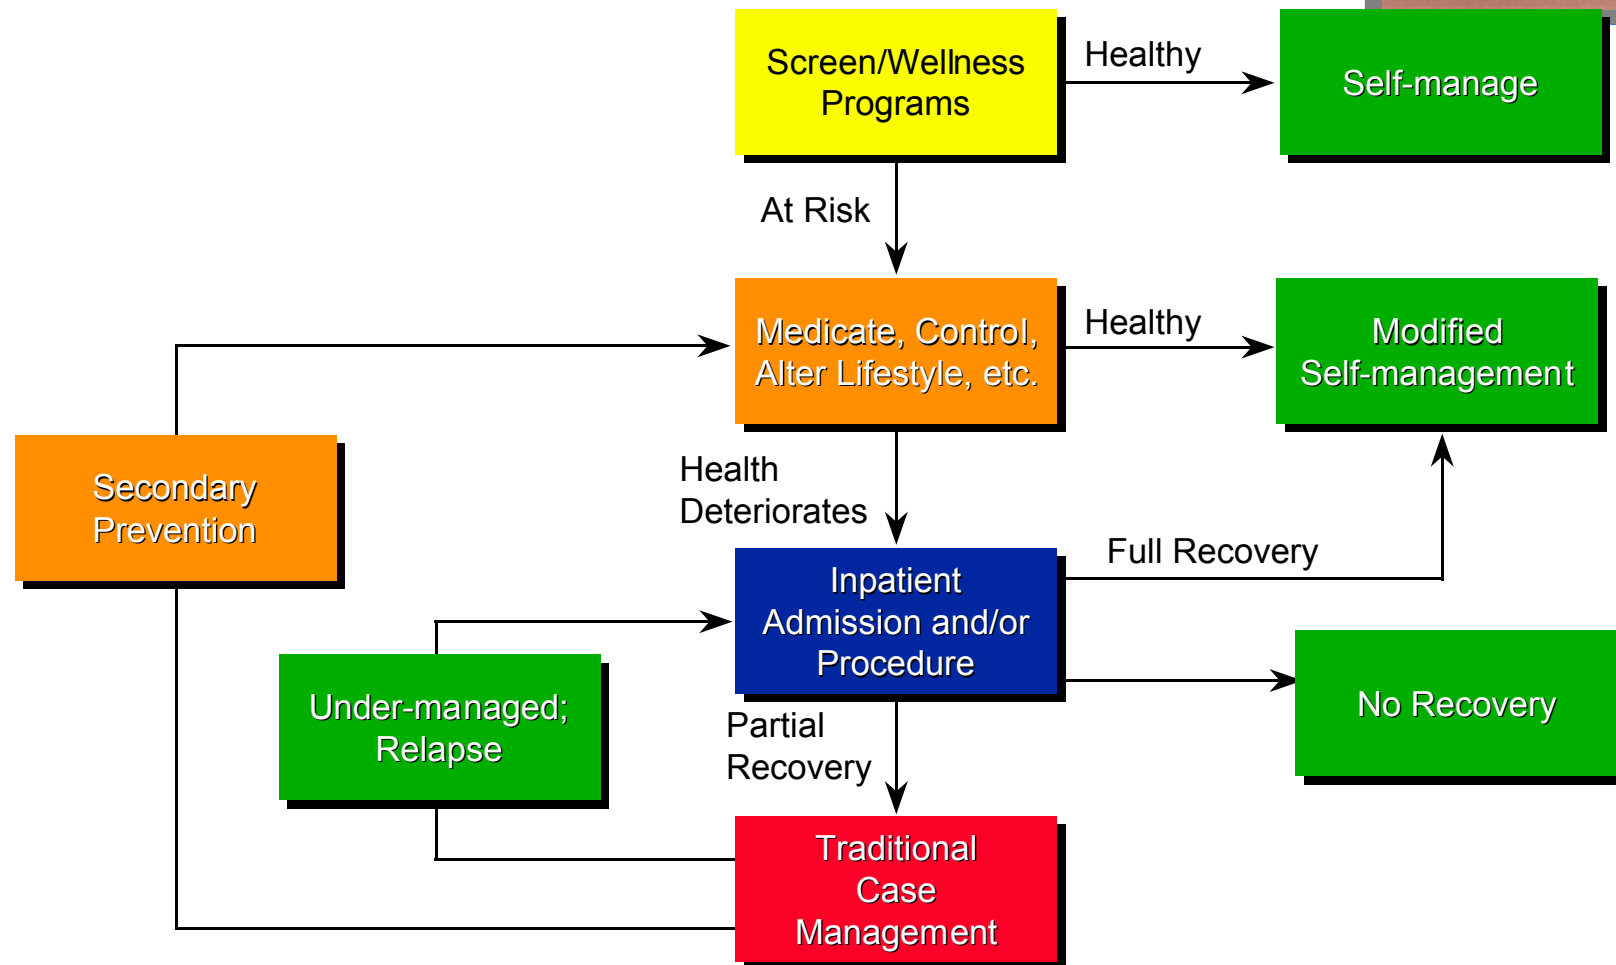 Screen/Wellness
Programs
Healthy
Self-manage
At Risk
Medicate, Control,
Alter Lifestyle, etc.
Healthy
Modified
Self-management
Secondary
Prevention
Health
Deteriorates
Inpatient
Admission and/or
Procedure
Full Recovery
Under-managed;
Relapse
No Recovery
Partial
Recovery
Traditional
Case
Management